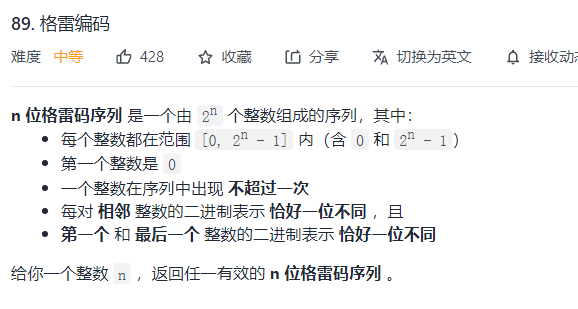 89. 格雷编码
难度 中等 428 收藏 分享 切换为英文 接收动
n 位格雷码序列 是一个由 2ⁿ 个整数组成的序列，其中：
• 每个整数都在范围 [0, 2ⁿ - 1] 内（含 0 和 2ⁿ - 1）
• 第一个整数是 0
• 一个整数在序列中出现 不超过一次
• 每对 相邻 整数的二进制表示 恰好一位不同 ，且
• 第一个 和 最后一个 整数的二进制表示 恰好一位不同
给你一个整数 n ，返回任一有效的 n 位格雷码序列 。